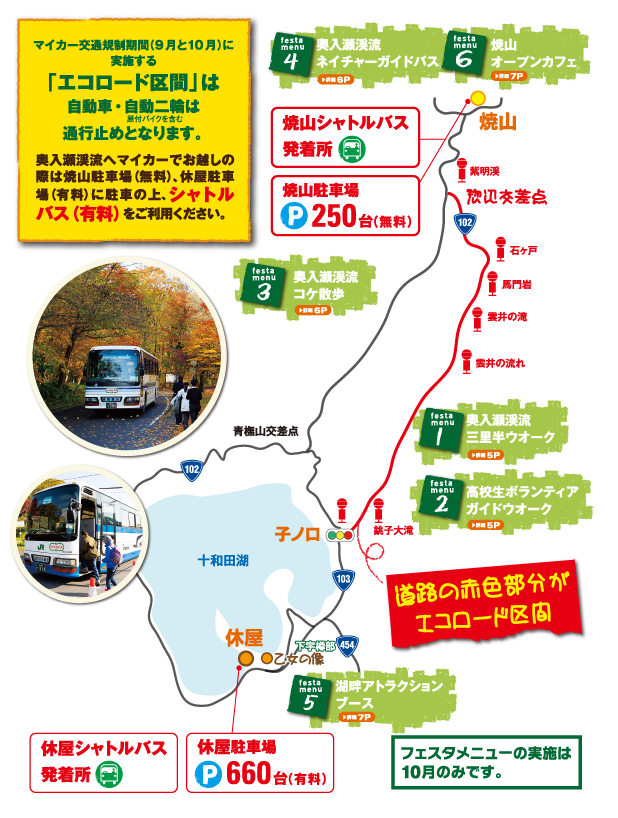 マイカー交通規制期間(9月と10月)に
実施する
「エコロード区間」は
自動車・自動二輪は
原付バイクを含む
通行止めとなります。
奥入瀬渓流へマイカーでお越しの
際は焼山駐車場(無料)、休屋駐車
場(有料)に駐車の上、シャトル
バス(有料)をご利用ください。
festa
menu
4
奥入瀬渓流
ネイチャーガイドバス
詳細 6P
festa
menu
6
焼山
オープンカフェ
詳細 7P
焼山シャトルバス
発着所
焼山
焼山駐車場
P 250台(無料)
紫明渓
惣辺交差点
102
石ヶ戸
馬門岩
雲井の滝
雲井の流れ
festa
menu
3
奥入瀬渓流
コケ散歩
詳細 6P
festa
menu
1
奥入瀬渓流
三里半ウオーク
詳細 5P
青橅山交差点
102
festa
menu
2
高校生ボランティア
ガイドウオーク
詳細 5P
子ノ口
銚子大滝
十和田湖
103
道路の赤色部分が
エコロード区間
休屋
乙女の像
下宇樽部
454
festa
menu
5
湖畔アトラクション
ブース
詳細 7P
休屋シャトルバス
発着所
休屋駐車場
P 660台(有料)
フェスタメニューの実施は
10月のみです。